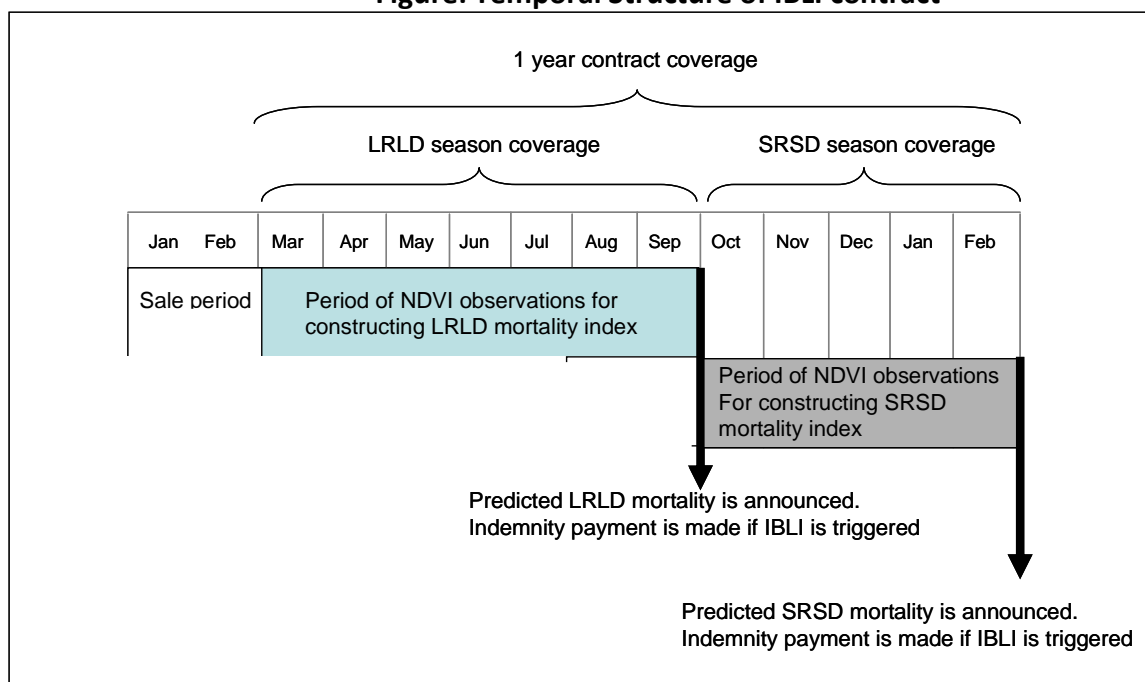 Figure: Temporal Structure of IBLI contract
1 year contract coverage
LRLD season coverage
SRSD season coverage
Jan Feb Mar Apr May Jun Jul Aug Sep Oct Nov Dec Jan Feb
Sale period
Period of NDVI observations for
constructing LRLD mortality index
Period of NDVI observations
For constructing SRSD
mortality index
Predicted LRLD mortality is announced.
Indemnity payment is made if IBLI is triggered
Predicted SRSD mortality is announced.
Indemnity payment is made if IBLI is triggered